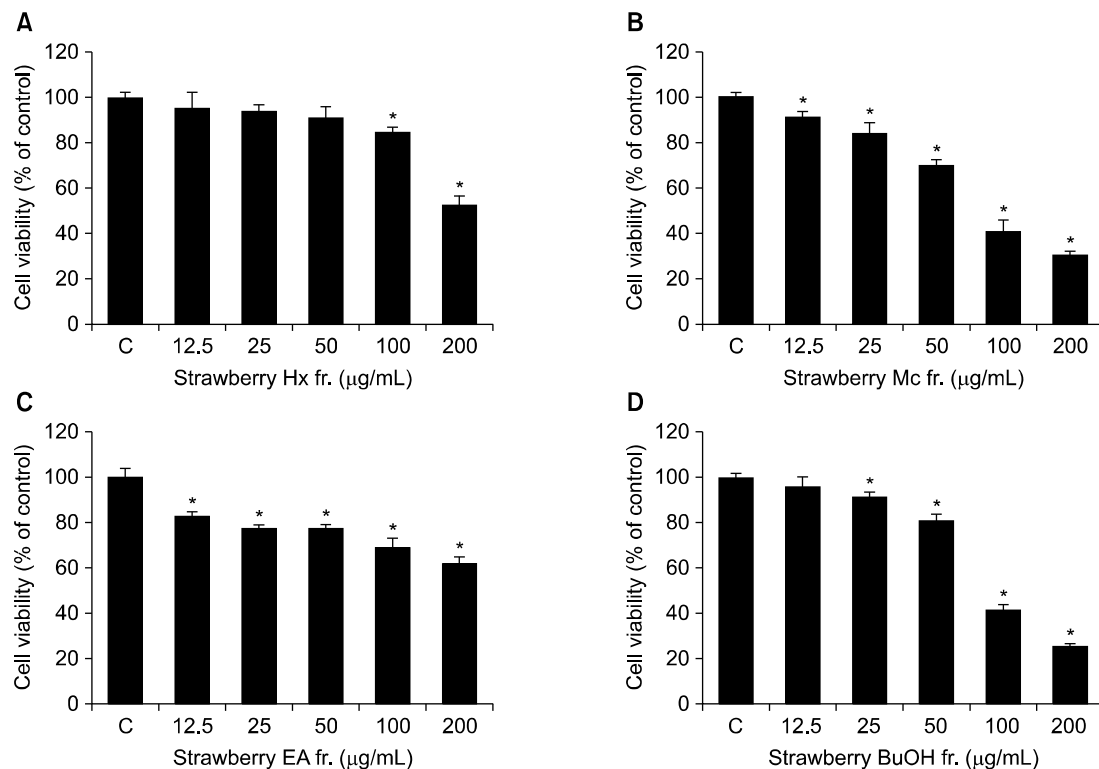 A
120
100
80
60
40
20
0
Cell viability (% of control)
*
*
C 12.5 25 50 100 200
Strawberry Hx fr. (μg/mL)
B
120
100
80
60
40
20
0
Cell viability (% of control)
*
*
*
*
*
C 12.5 25 50 100 200
Strawberry Mc fr. (μg/mL)
C
120
100
80
60
40
20
0
Cell viability (% of control)
*
*
*
*
*
C 12.5 25 50 100 200
Strawberry EA fr. (μg/mL)
D
120
100
80
60
40
20
0
Cell viability (% of control)
*
*
*
*
C 12.5 25 50 100 200
Strawberry BuOH fr. (μg/mL)